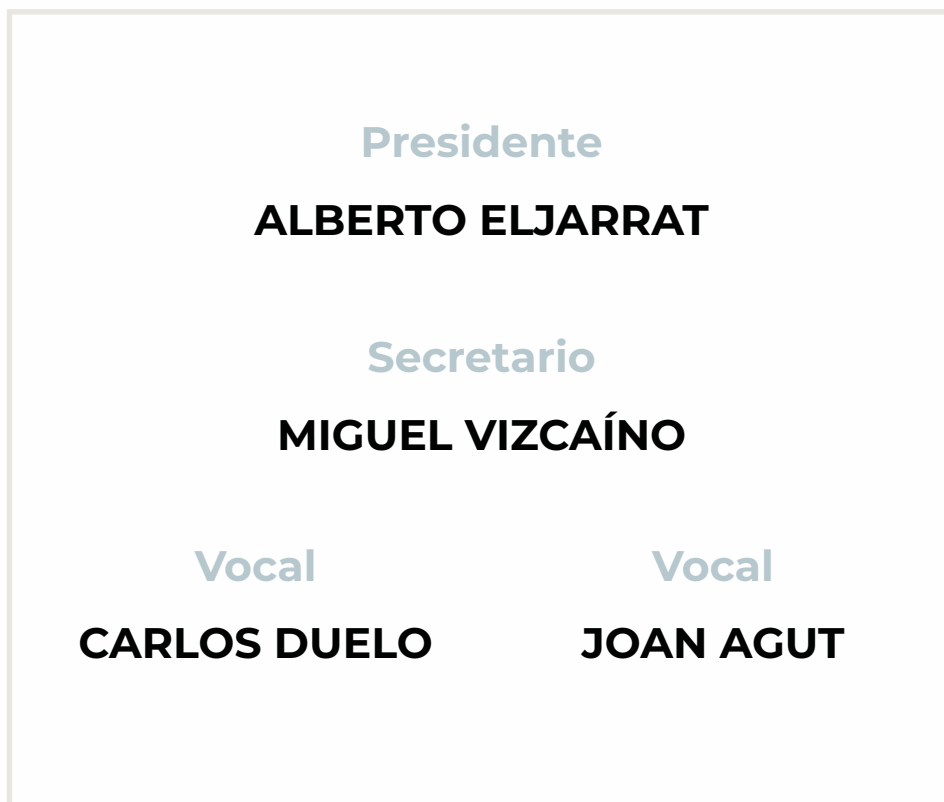 Presidente
ALBERTO ELJARRAT
Secretario
MIGUEL VIZCAÍNO
Vocal
CARLOS DUELO
Vocal
JOAN AGUT